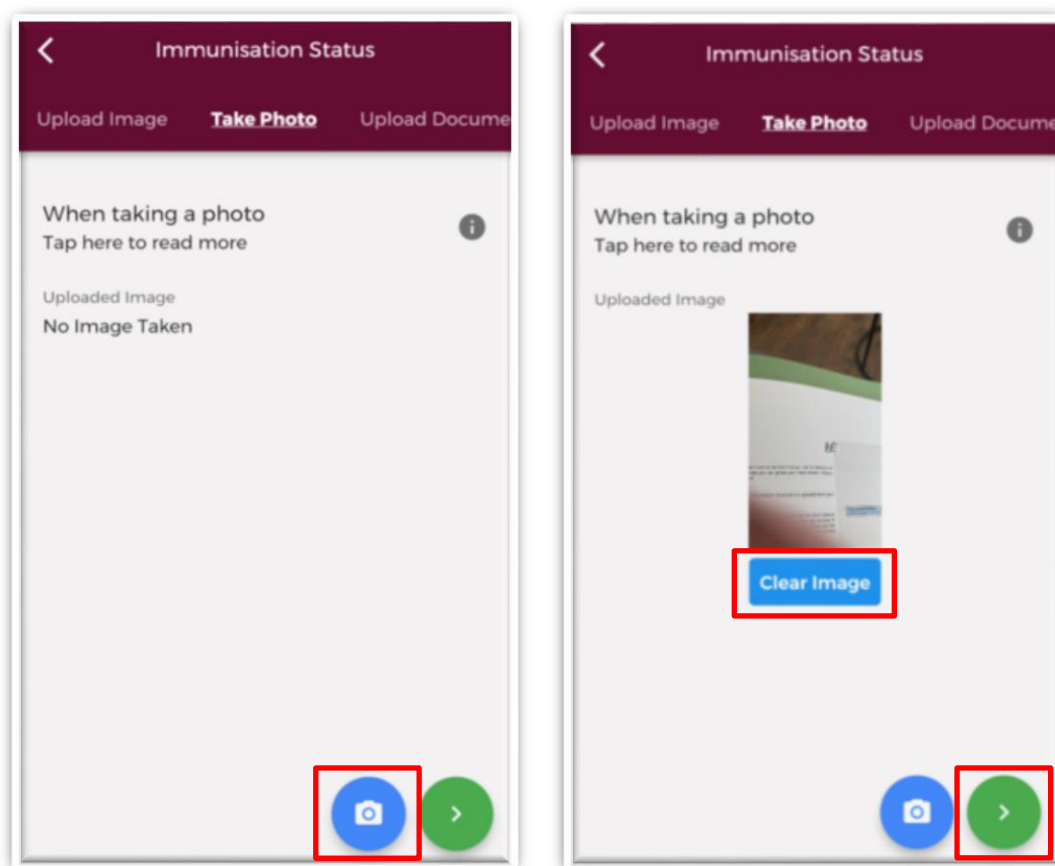 Immunisation Status
Upload Image Take Photo Upload Docume
When taking a photo
Tap here to read more
Uploaded Image
No Image Taken
Immunisation Status
Upload Image Take Photo Upload Docume
When taking a photo
Tap here to read more
Uploaded Image
Clear Image